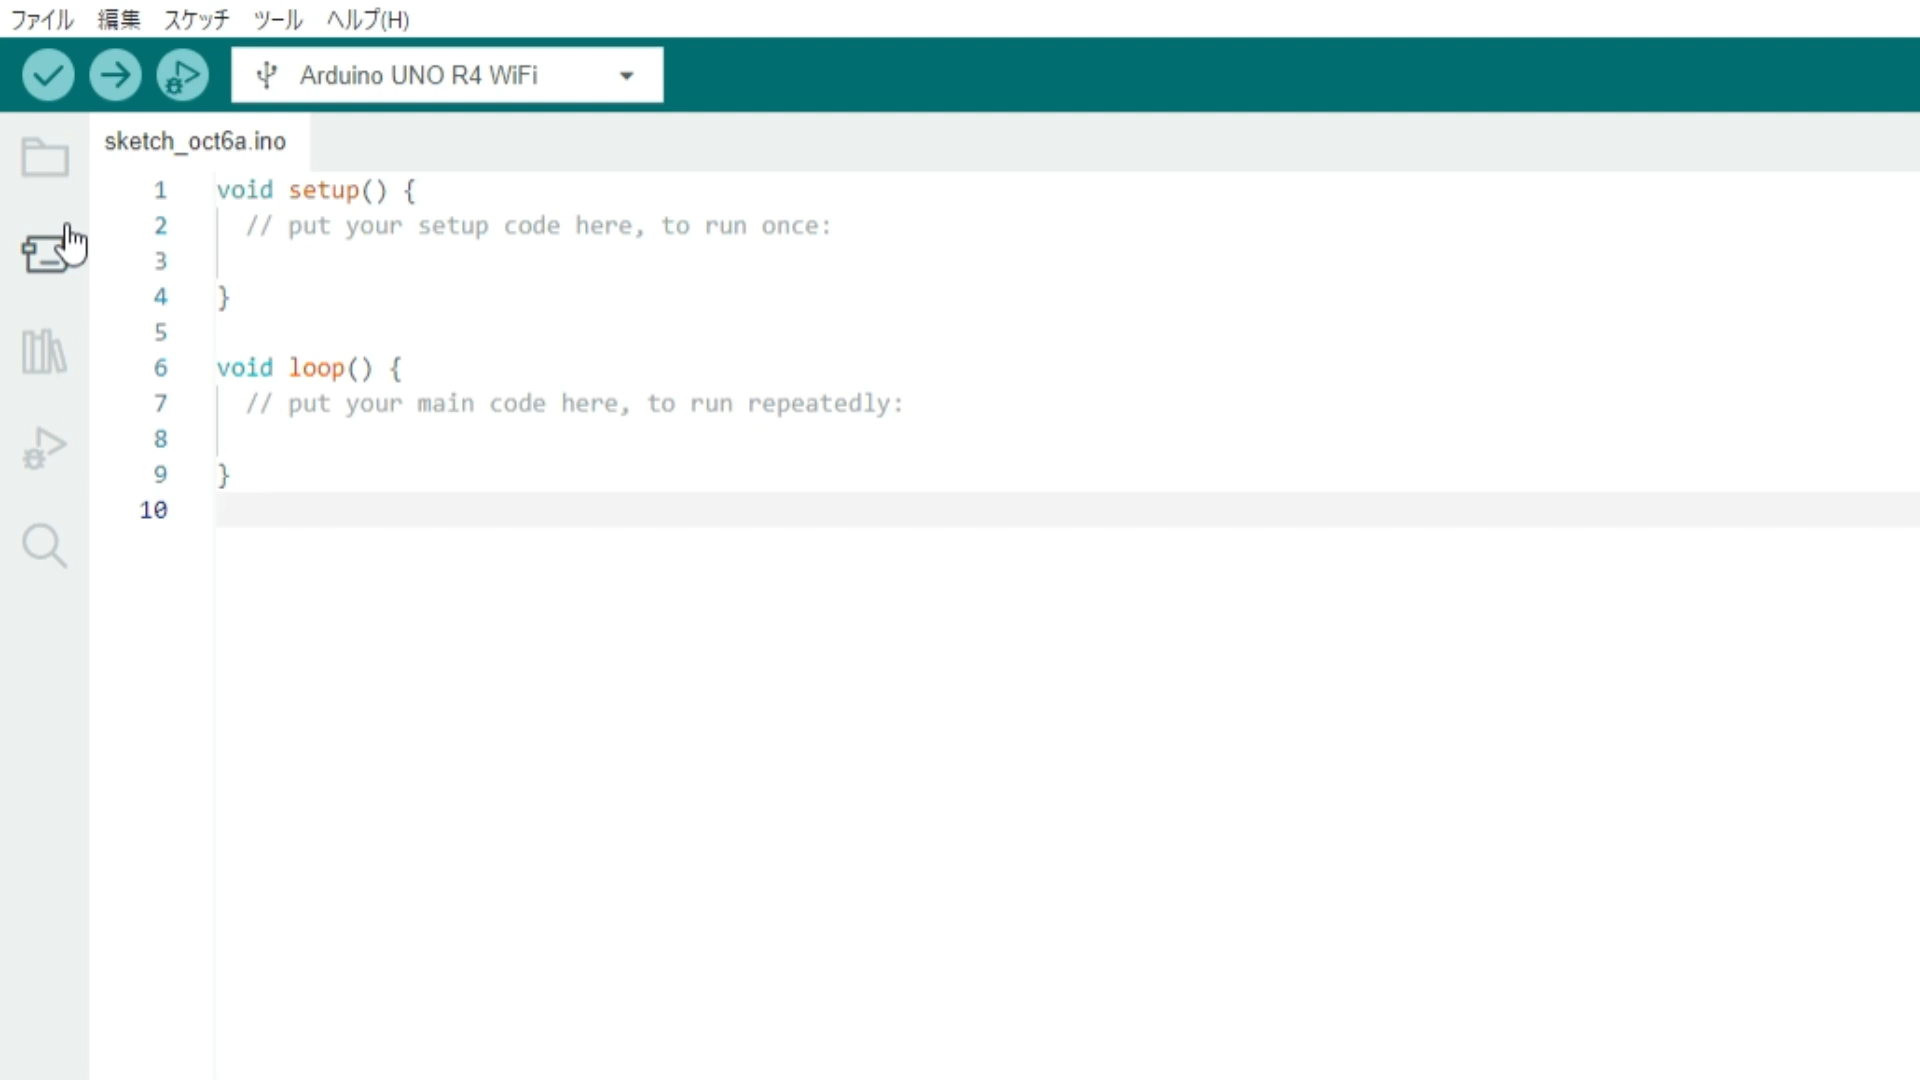 ファイル 編集 スケッチ ツール ヘルプ(H)
Arduino UNO R4 WiFi
sketch_oct6a.ino
1 void setup() {
2 // put your setup code here, to run once:
3
4 }
5
6 void loop() {
7 // put your main code here, to run repeatedly:
8
9 }
10